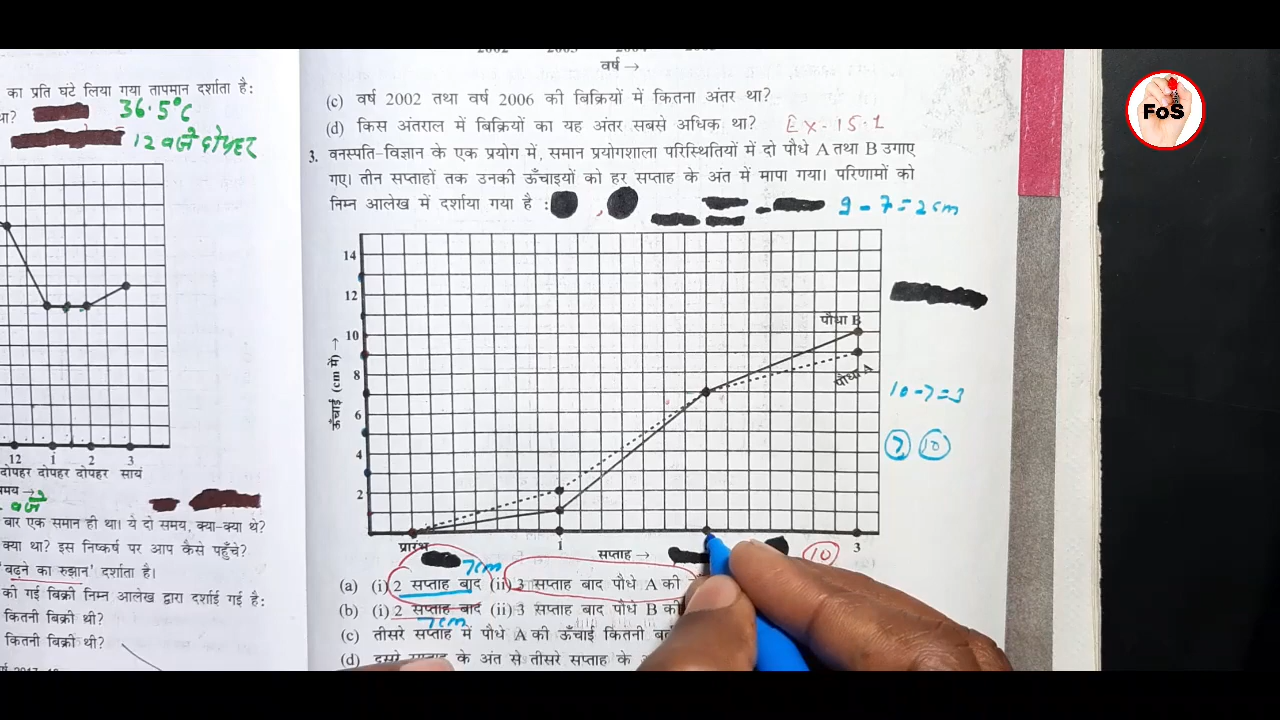 का प्रति घंटे लिया गया तापमान दर्शाता है:
था? 36.5°C
12 बजे दोपहर
12 1 2 3
दोपहर दोपहर दोपहर सायं
बजे
बार एक समान ही था। ये दो समय, क्या-क्या थे?
क्या था? इस निष्कर्ष पर आप कैसे पहुँचे?
'बढ़ने का रुझान' दर्शाता है।
की गई बिक्री निम्न आलेख द्वारा दर्शाई गई है:
कितनी बिक्री थी?
कितनी बिक्री थी?
वर्ष →
(c) वर्ष 2002 तथा वर्ष 2006 की बिक्रियों में कितना अंतर था?
(d) किस अंतराल में बिक्रियों का यह अंतर सबसे अधिक था? Ex-15.1
3. वनस्पति-विज्ञान के एक प्रयोग में, समान प्रयोगशाला परिस्थितियों में दो पौधे A तथा B उगाए
गए। तीन सप्ताहों तक उनकी ऊँचाइयों को हर सप्ताह के अंत में मापा गया। परिणामों को
निम्न आलेख में दर्शाया गया है : 9-7=2cm
14
12
पौधा B
10
ऊँचाई (cm में) →
8
पौधा A
10-7=3
6
7 10
4
2
प्रारंभ 1 सप्ताह → 3
10
7cm
(a) (i) 2 सप्ताह बाद (ii) 3 सप्ताह बाद पौधे A की
(b) (i) 2 सप्ताह बाद (ii) 3 सप्ताह बाद पौधे B की
7cm
(c) तीसरे सप्ताह में पौधे A की ऊँचाई कितनी
(d) दूसरे सप्ताह के अंत से तीसरे सप्ताह के
FoS